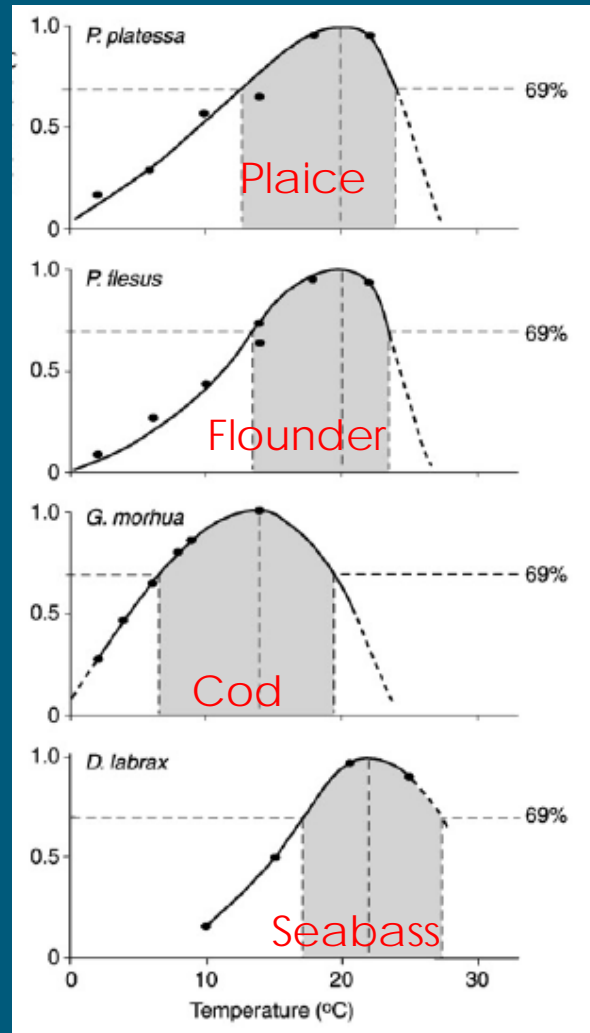 1.0
P. platessa
69%
0.5
Plaice
0
1.0
P. flesus
69%
0.5
Flounder
0
1.0
G. morhua
69%
0.5
Cod
0
1.0
D. labrax
69%
0.5
Seabass
0
0 10 20 30
Temperature (ºC)